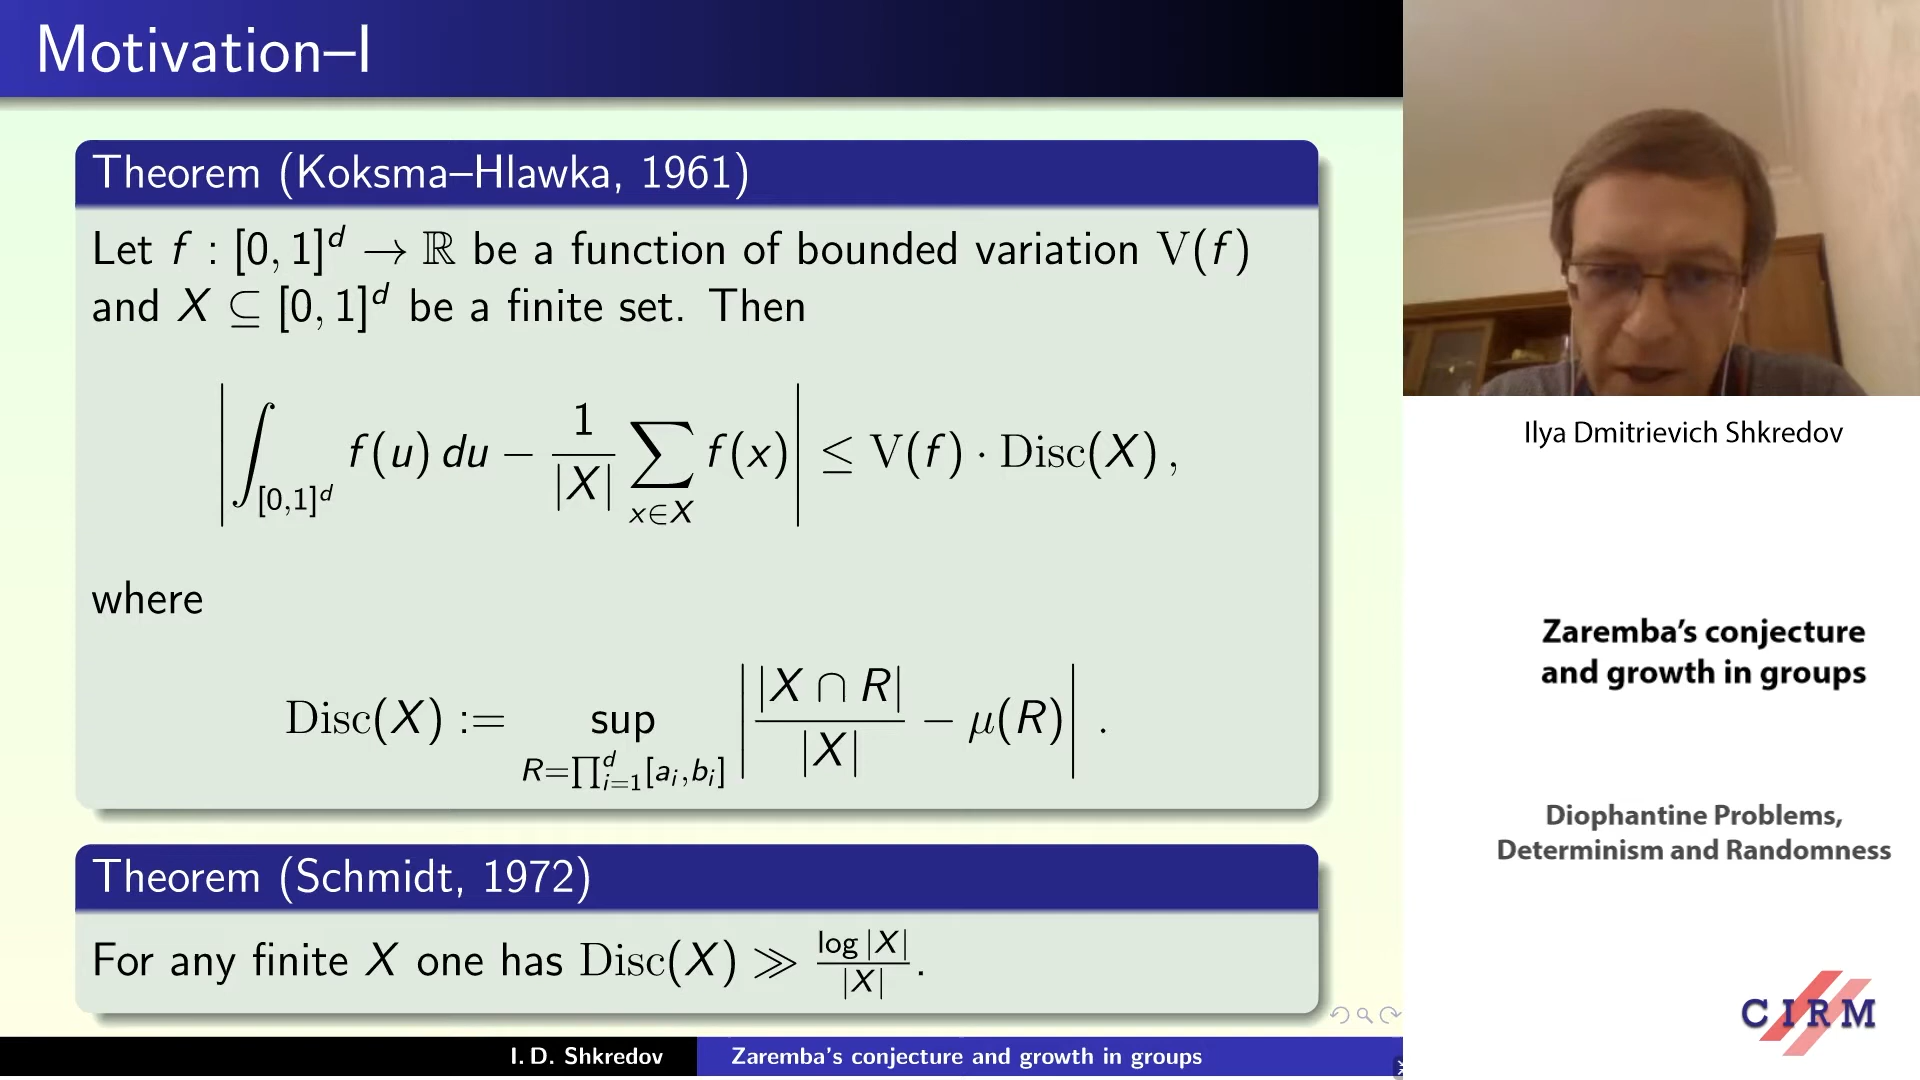 Motivation–I
Theorem (Koksma–Hlawka, 1961)
Let f : [0, 1]^d → ℝ be a function of bounded variation V(f)
and X ⊆ [0, 1]^d be a finite set. Then
| ∫_{[0,1]^d} f(u) du − \frac{1}{|X|} ∑_{x∈X} f(x) | ≤ V(f) · Disc(X) ,
where
Disc(X) := sup_{R=∏_{i=1}^d [a_i,b_i]} | \frac{|X ∩ R|}{|X|} − μ(R) | .
Theorem (Schmidt, 1972)
For any finite X one has Disc(X) ≫ \frac{log |X|}{|X|}.
I. D. Shkredov
Zaremba's conjecture and growth in groups
Ilya Dmitrievich Shkredov
Zaremba's conjecture
and growth in groups
Diophantine Problems,
Determinism and Randomness
CIRM